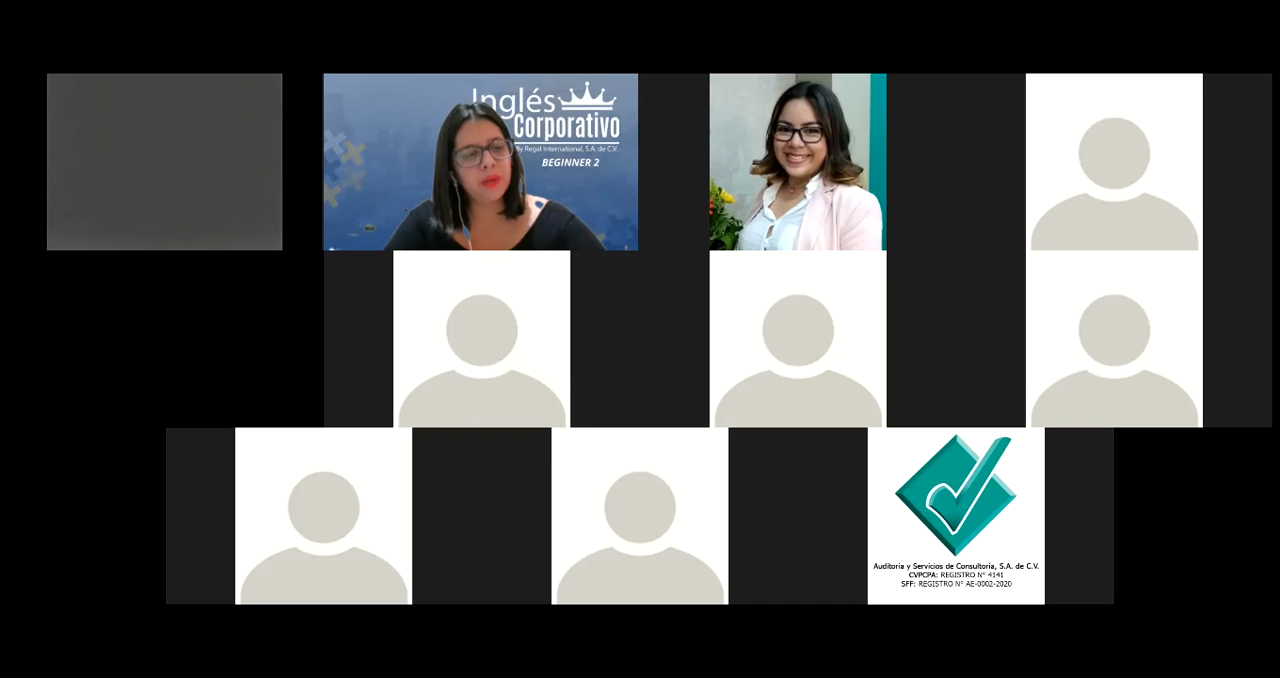 Inglés
Corporativo
By Regal International, S.A. de C.V.
BEGINNER 2
Auditoría y Servicios de Consultoría, S.A. de C.V.
CVPCPA: REGISTRO N° 4141
SFF: REGISTRO N° AE-0002-2020